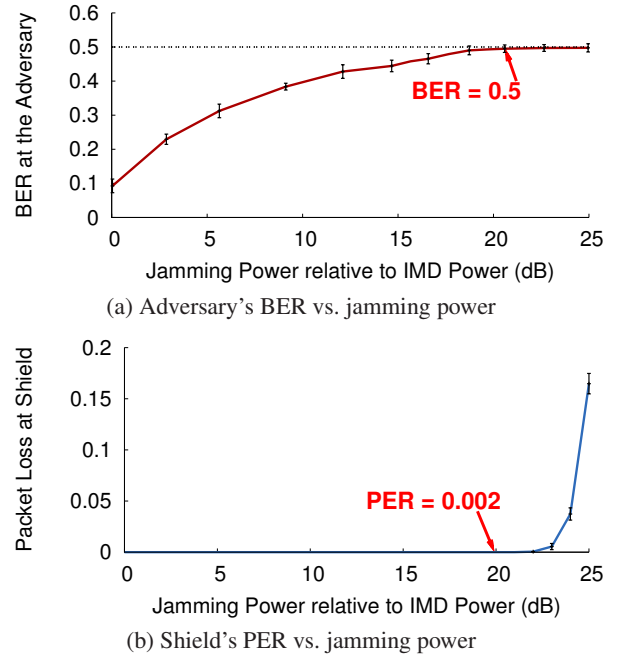 BER at the Adversary
0.6
0.5
0.4
0.3
0.2
0.1
0
BER = 0.5
0 5 10 15 20 25
Jamming Power relative to IMD Power (dB)
(a) Adversary's BER vs. jamming power
Packet Loss at Shield
0.2
0.15
0.1
0.05
0
PER = 0.002
0 5 10 15 20 25
Jamming Power relative to IMD Power (dB)
(b) Shield's PER vs. jamming power